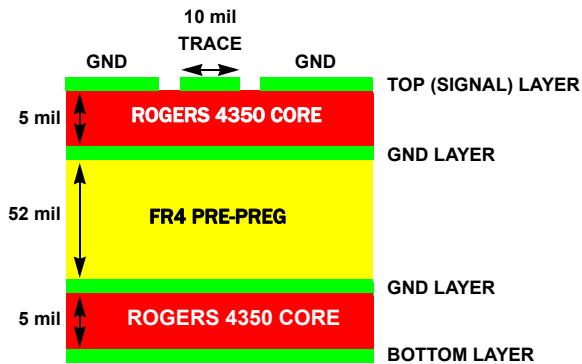 10 mil
TRACE
GND
GND
TOP (SIGNAL) LAYER
5 mil
ROGERS 4350 CORE
GND LAYER
52 mil
FR4 PRE-PREG
GND LAYER
5 mil
ROGERS 4350 CORE
BOTTOM LAYER